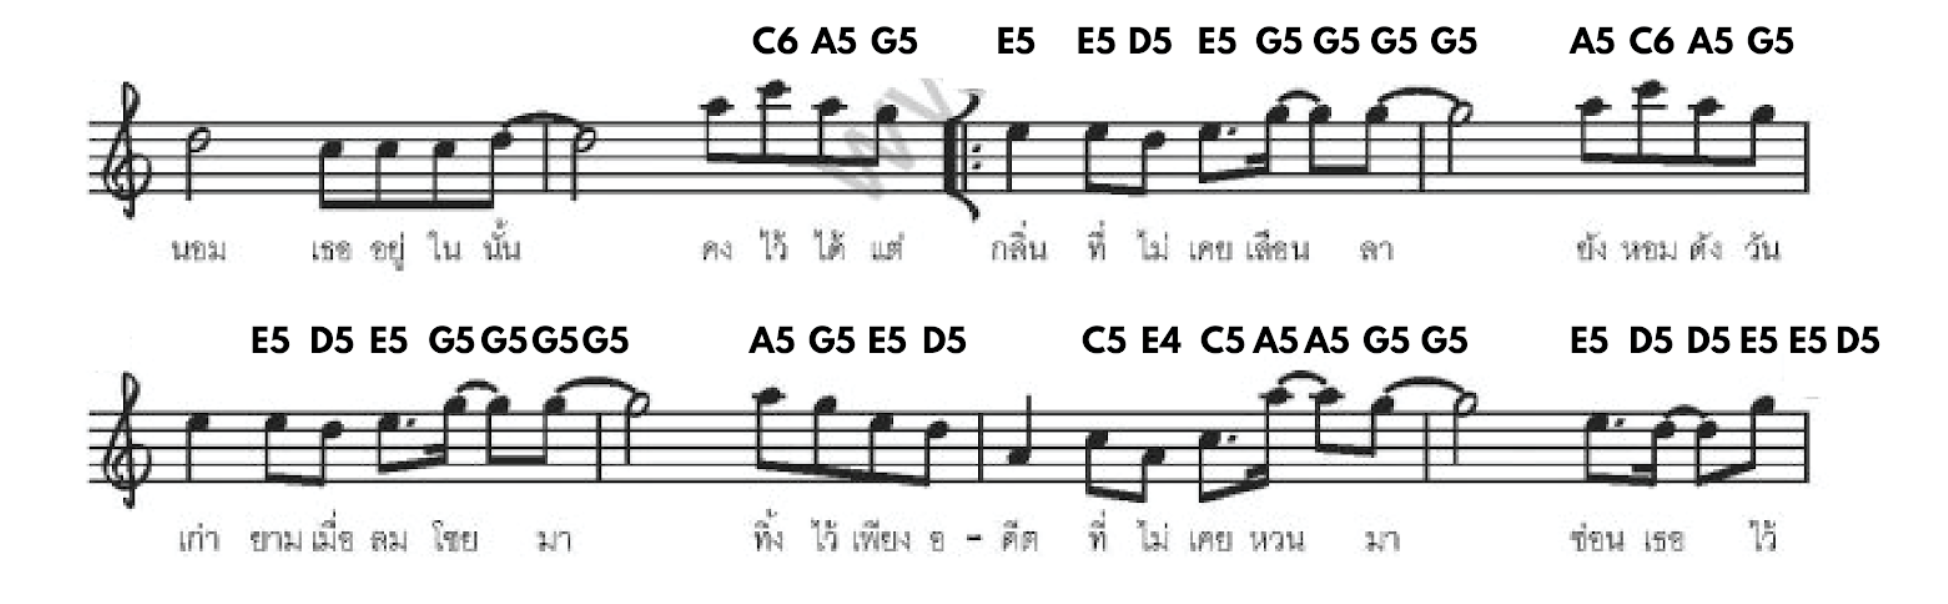 C6 A5 G5 E5 E5 D5 E5 G5 G5 G5 G5 A5 C6 A5 G5
นอม เธอ อยู่ ใน นั้น คง ไว้ ได้ แต่ กลิ่น ที่ ไม่ เคย เลือน ลา ยัง หอม ดัง วัน
E5 D5 E5 G5 G5 G5 G5 A5 G5 E5 D5 C5 E4 C5 A5 A5 G5 G5 E5 D5 D5 E5 E5 D5
เก่า ยาม เมื่อ ลม โชย มา ทิ้ง ไว้ เพียง อ - ดีต ที่ ไม่ เคย หวน มา ซ่อน เธอ ไว้